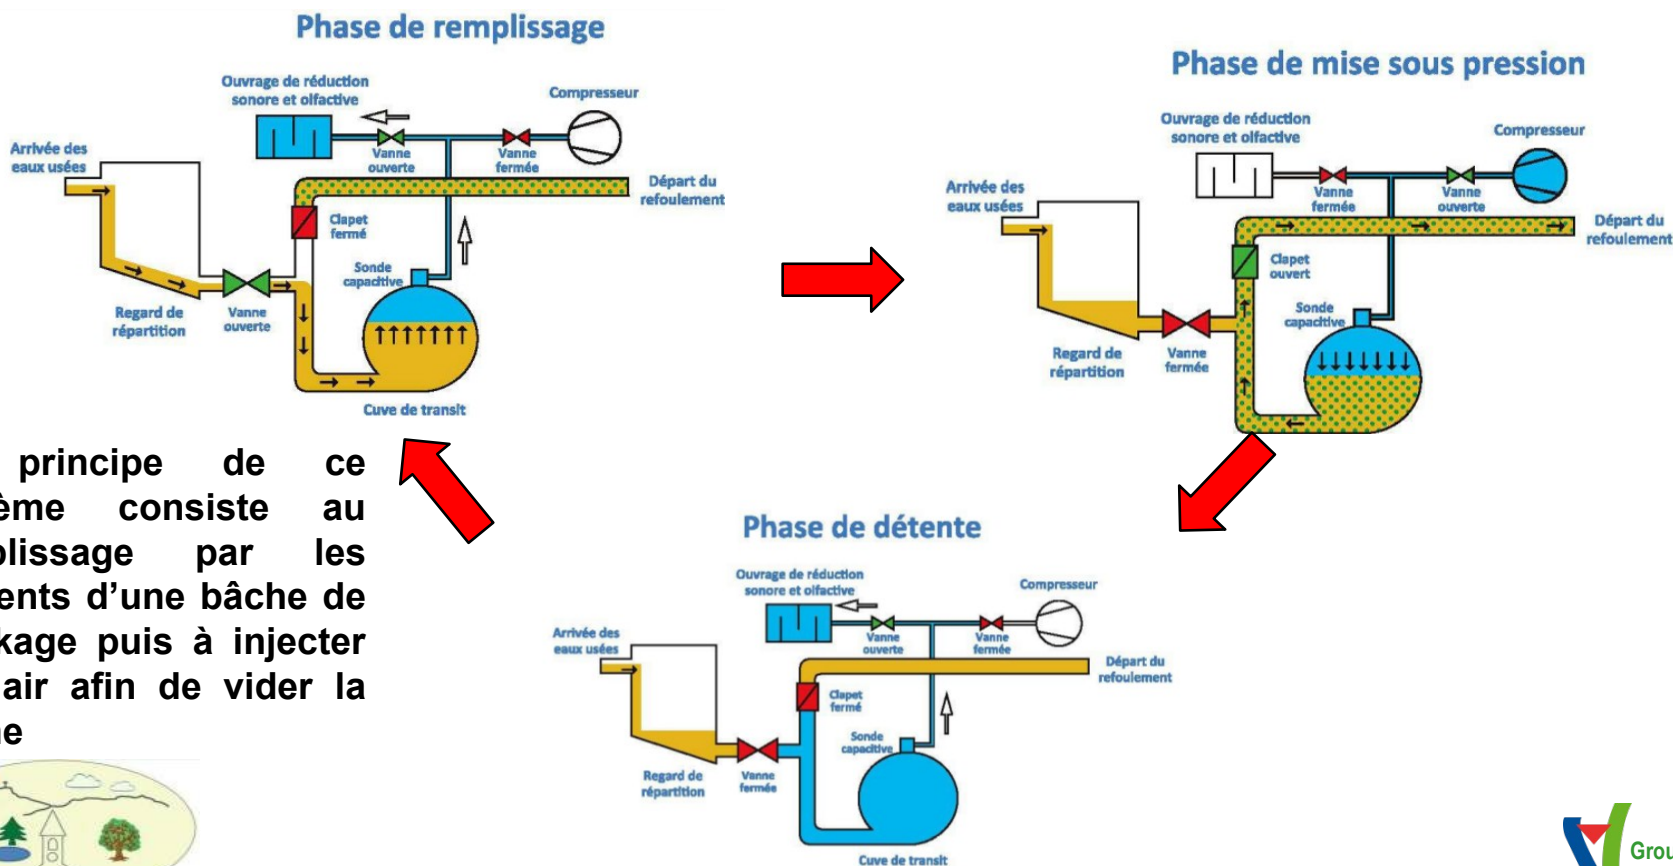 Phase de remplissage
Ouvrage de réduction
sonore et olfactive
Compresseur
Arrivée des
eaux usées
Vanne
ouverte
Vanne
fermée
Départ du
refoulement
Clapet
fermé
Sonde
capacitive
Regard de
répartition
Vanne
ouverte
Cuve de transit
Phase de mise sous pression
Ouvrage de réduction
sonore et olfactive
Compresseur
Arrivée des
eaux usées
Vanne
fermée
Vanne
ouverte
Départ du
refoulement
Clapet
ouvert
Sonde
capacitive
Regard de
répartition
Vanne
fermée
principe de ce
ème consiste au
plissage par les
ents d’une bâche de
kage puis à injecter
air afin de vider la
e
Phase de détente
Ouvrage de réduction
sonore et olfactive
Compresseur
Arrivée des
eaux usées
Vanne
ouverte
Vanne
fermée
Départ du
refoulement
Clapet
fermé
Sonde
capacitive
Regard de
répartition
Vanne
fermée
Cuve de transit
Grou